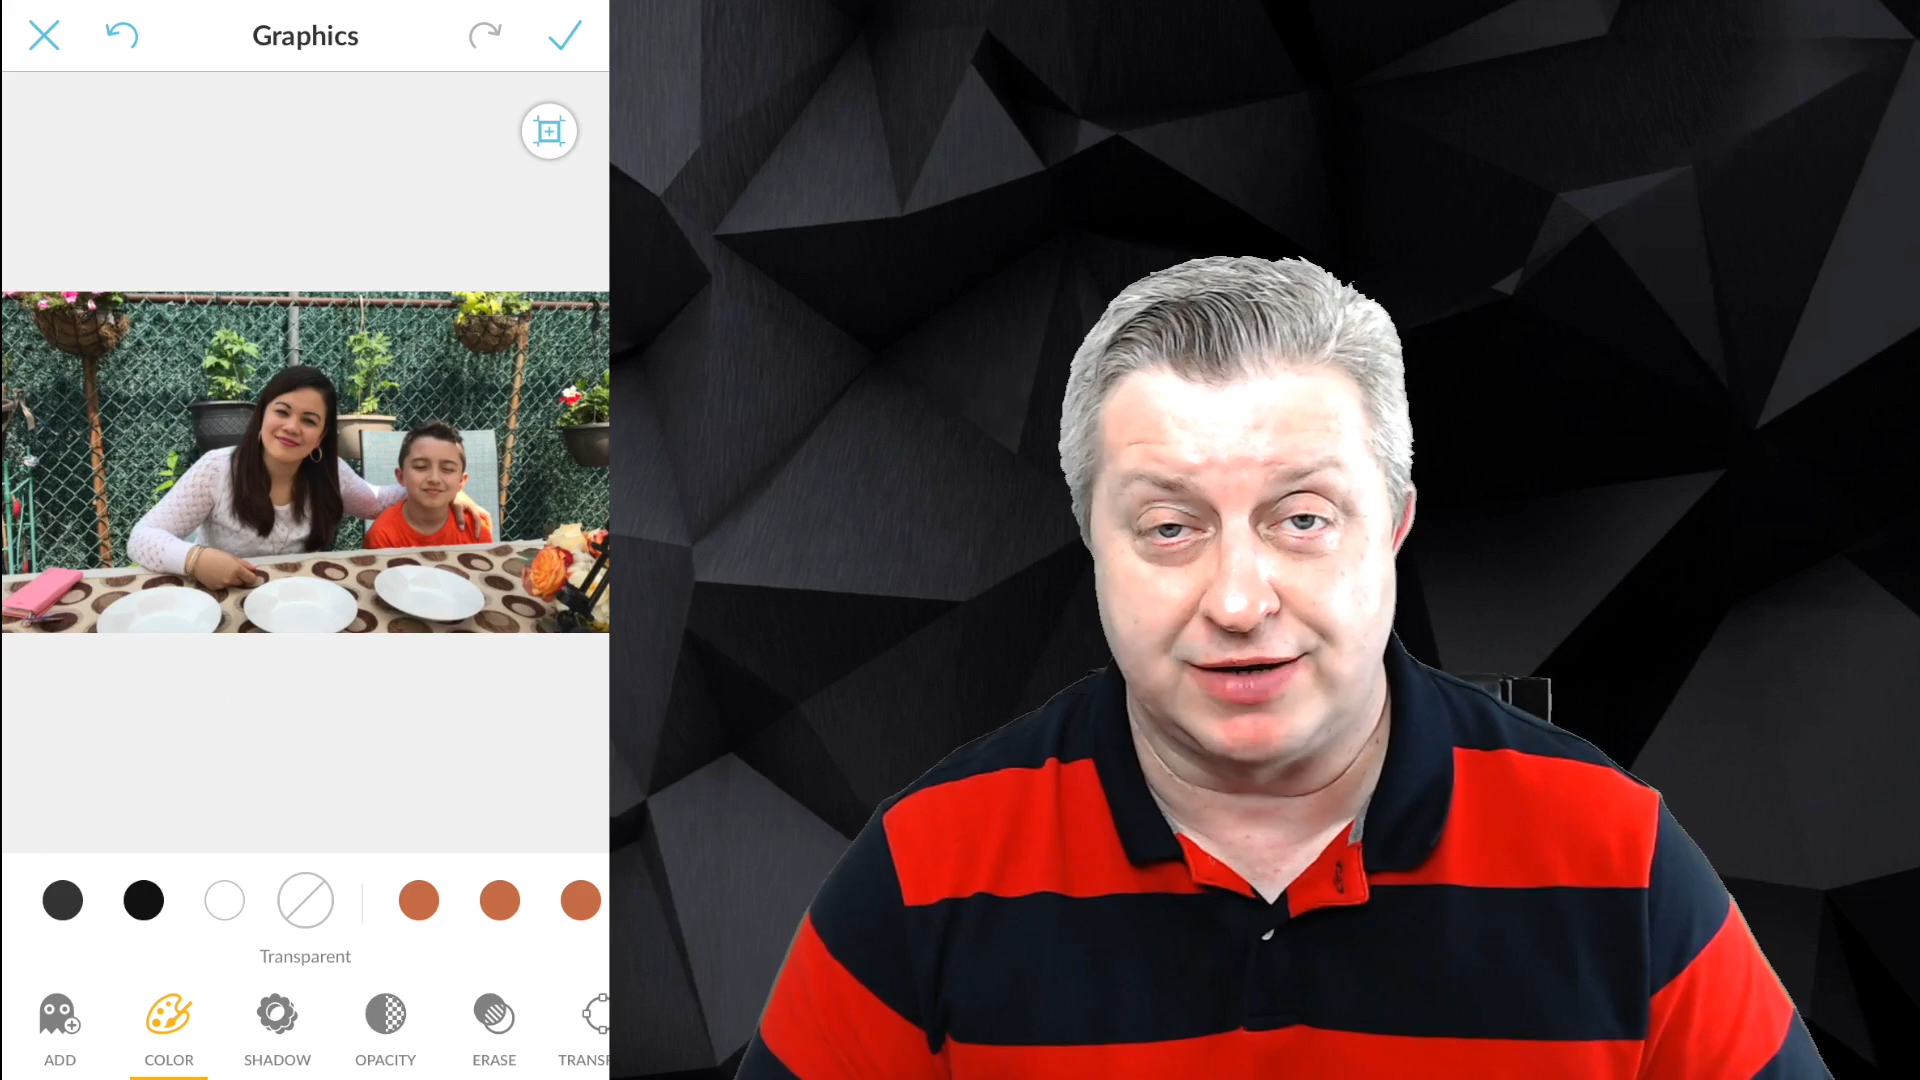 Graphics
Transparent
ADD
COLOR
SHADOW
OPACITY
ERASE
TRANSF